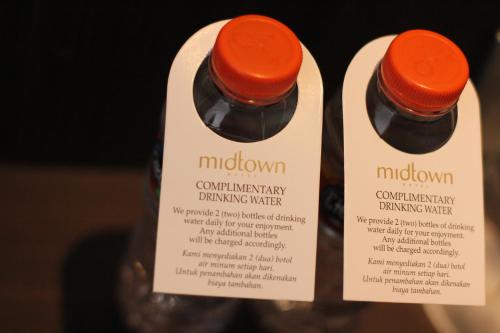 midtown
HOTEL
COMPLIMENTARY
DRINKING WATER
We provide 2 (two) bottles of drinking
water daily for your enjoyment.
Any additional bottles
will be charged accordingly.
Kami menyediakan 2 (dua) botol
air minum setiap hari.
Untuk penambahan akan dikenakan
biaya tambahan.
midtown
HOTEL
COMPLIMENTARY
DRINKING WATER
We provide 2 (two) bottles of drinking
water daily for your enjoyment.
Any additional bottles
will be charged accordingly.
Kami menyediakan 2 (dua) botol
air minum setiap hari.
Untuk penambahan akan dikenakan
biaya tambahan.